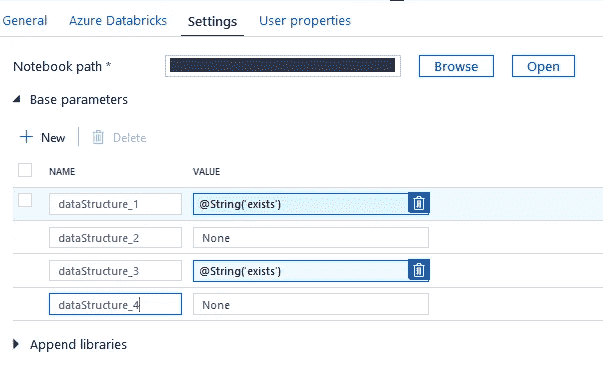 General Azure Databricks Settings User properties
Notebook path * Browse Open
Base parameters
New Delete
NAME VALUE
dataStructure_1 @String('exists')
dataStructure_2 None
dataStructure_3 @String('exists')
dataStructure_4 None
Append libraries